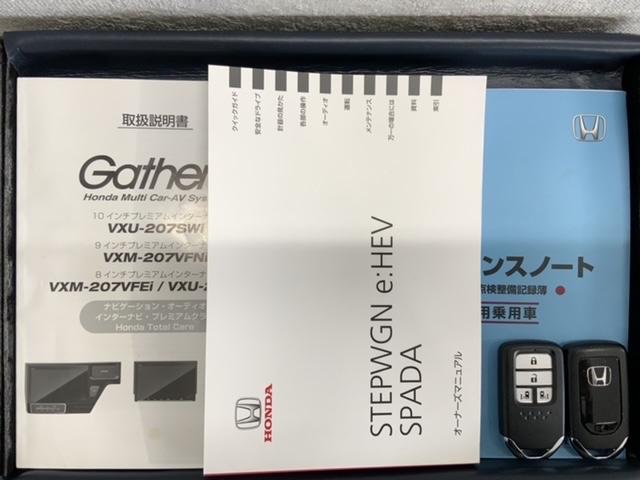 取扱説明書
Gather
Honda Multi Car-AV Sys
10 インチプレミアムインターナ
VXU-207SWi
9 インチプレミアムインターナ
VXM-207VFNi
8 インチプレミアムインターナ
VXM-207VFEi / VXU-2
ナビゲーション・オーディオ
インターナビ・プレミアムクラ
Honda Total Care
クイックガイド
安全なドライブ
計器の見かた
各部の操作
オーディオ
運転
メンテナンス
万一の場合には
資料
索引
STEPWGN e:HEV
SPADA
オーナーズマニュアル
HONDA
ンスノート
点検整備記録簿
用乗用車